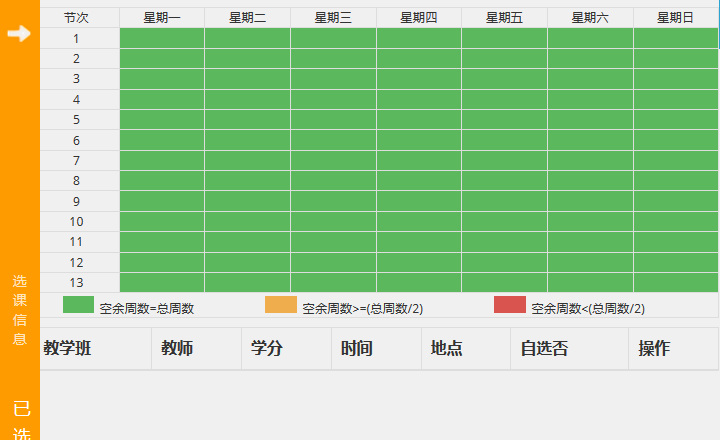 节次 星期一 星期二 星期三 星期四 星期五 星期六 星期日
1
2
3
4
5
6
7
8
9
10
11
12
13
空余周数=总周数 空余周数>=(总周数/2) 空余周数<(总周数/2)
教学班 教师 学分 时间 地点 自选否 操作
选
课
信
息
已
选